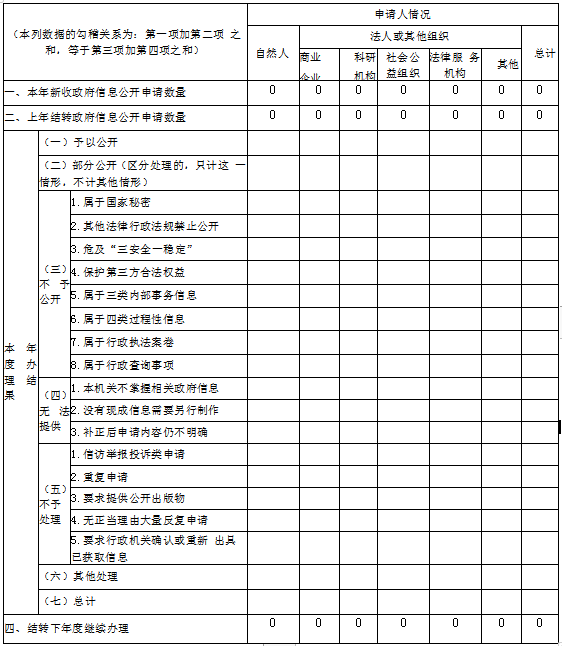 （本列数据的勾稽关系为：第一项加第二项 之
和，等于第三项加第四项之和）
申请人情况
自然人
法人或其他组织
总计
商业
企业
科研
机构
社会公
益组织
法律服 务
机构
其他
一、本年新收政府信息公开申请数量 0 0 0 0 0 0 0
二、上年结转政府信息公开申请数量 0 0 0 0 0 0 0
本 年
度 办
理 结
果
（一）予以公开
（二）部分公开（区分处理的，只计这 一
情形，不计其他情形）
（三）
不 予
公开
1.属于国家秘密
2.其他法律行政法规禁止公开
3.危及“三安全一稳定”
4.保护第三方合法权益
5.属于三类内部事务信息
6.属于四类过程性信息
7.属于行政执法案卷
8.属于行政查询事项
（四）
无 法
提供
1.本机关不掌握相关政府信息
2.没有现成信息需要另行制作
3.补正后申请内容仍不明确
（五）
不予
处理
1.信访举报投诉类申请
2.重复申请
3.要求提供公开出版物
4.无正当理由大量反复申请
5.要求行政机关确认或重新 出具
已获取信息
（六）其他处理
（七）总计
四、结转下年度继续办理 0 0 0 0 0 0 0